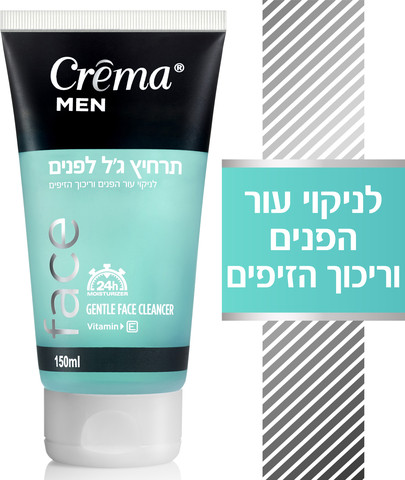 Crēma®
MEN
תרחיץ ג'ל לפנים
לניקוי עור הפנים וריכוך הזיפים
face
24h
MOISTURIZER
GENTLE FACE CLEANCER
Vitamin E
150ml
לניקוי עור
הפנים
וריכוך הזיפים